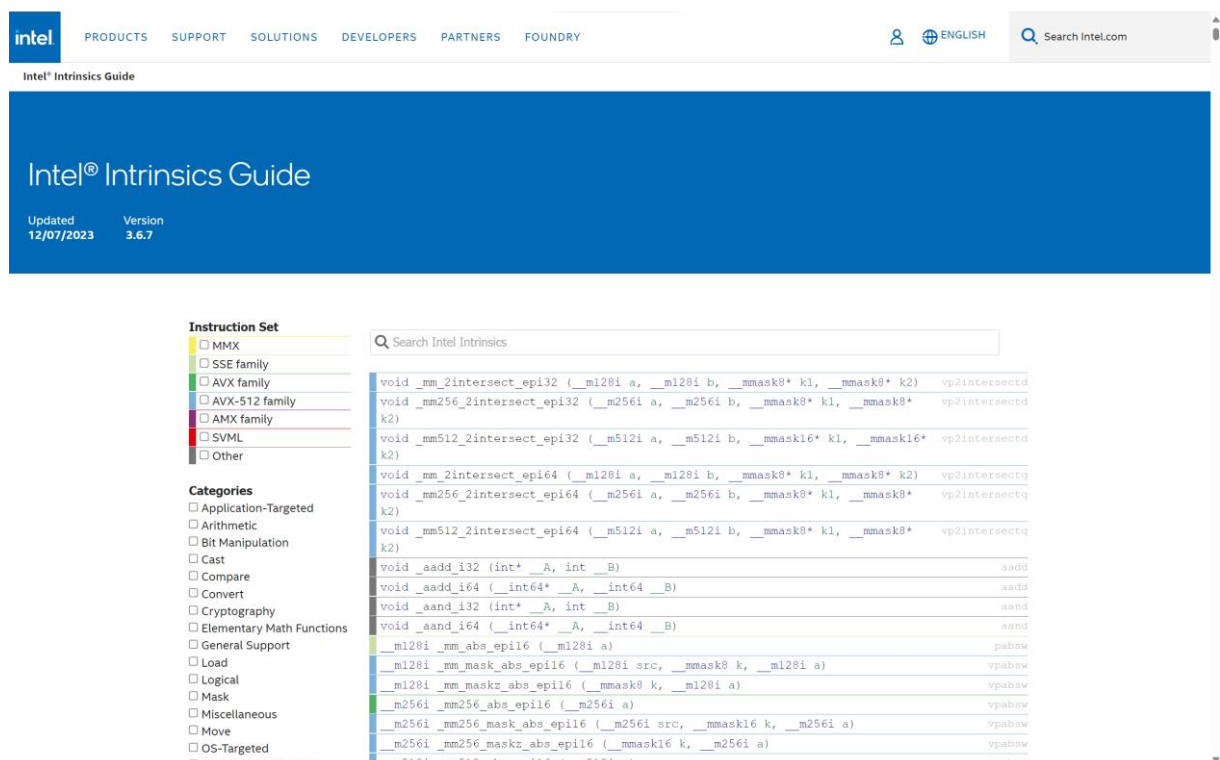 intel. PRODUCTS SUPPORT SOLUTIONS DEVELOPERS PARTNERS FOUNDRY ENGLISH Search Intel.com
Intel® Intrinsics Guide
Intel® Intrinsics Guide
Updated Version
12/07/2023 3.6.7
Instruction Set
MMX
SSE family
AVX family
AVX-512 family
AMX family
SVML
Other
Categories
Application-Targeted
Arithmetic
Bit Manipulation
Cast
Compare
Convert
Cryptography
Elementary Math Functions
General Support
Load
Logical
Mask
Miscellaneous
Move
OS-Targeted
Search Intel Intrinsics
void _mm_2intersect_epi32 (__m128i a, __m128i b, __mmask8* k1, __mmask8* k2) vp2intersectd
void _mm256_2intersect_epi32 (__m256i a, __m256i b, __mmask8* k1, __mmask8* vp2intersectd
k2)
void _mm512_2intersect_epi32 (__m512i a, __m512i b, __mmask16* k1, __mmask16* vp2intersectd
k2)
void _mm_2intersect_epi64 (__m128i a, __m128i b, __mmask8* k1, __mmask8* k2) vp2intersectq
void _mm256_2intersect_epi64 (__m256i a, __m256i b, __mmask8* k1, __mmask8* vp2intersectq
k2)
void _mm512_2intersect_epi64 (__m512i a, __m512i b, __mmask8* k1, __mmask8* vp2intersectq
k2)
void _aadd_i32 (int* __A, int __B) aadd
void _aadd_i64 (__int64* __A, __int64 __B) aadd
void _aand_i32 (int* __A, int __B) aand
void _aand_i64 (__int64* __A, __int64 __B) aand
__m128i _mm_abs_epi16 (__m128i a) pabsw
__m128i _mm_mask_abs_epi16 (__m128i src, __mmask8 k, __m128i a) vpabsw
__m128i _mm_maskz_abs_epi16 (__mmask8 k, __m128i a) vpabsw
__m256i _mm256_abs_epi16 (__m256i a) vpabsw
__m256i _mm256_mask_abs_epi16 (__m256i src, __mmask16 k, __m256i a) vpabsw
__m256i _mm256_maskz_abs_epi16 (__mmask16 k, __m256i a) vpabsw